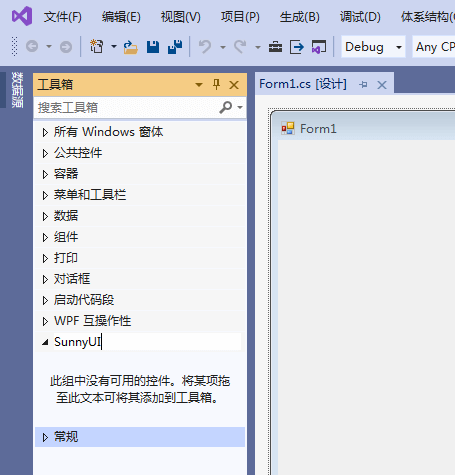 文件(F) 编辑(E) 视图(V) 项目(P) 生成(B) 调试(D) 体系结构(C
Debug Any CP
数据源
工具箱
Form1.cs [设计]
搜索工具箱
Form1
所有 Windows 窗体
公共控件
容器
菜单和工具栏
数据
组件
打印
对话框
启动代码段
WPF 互操作性
SunnyUI
此组中没有可用的控件。将某项拖
至此文本可将其添加到工具箱。
常规